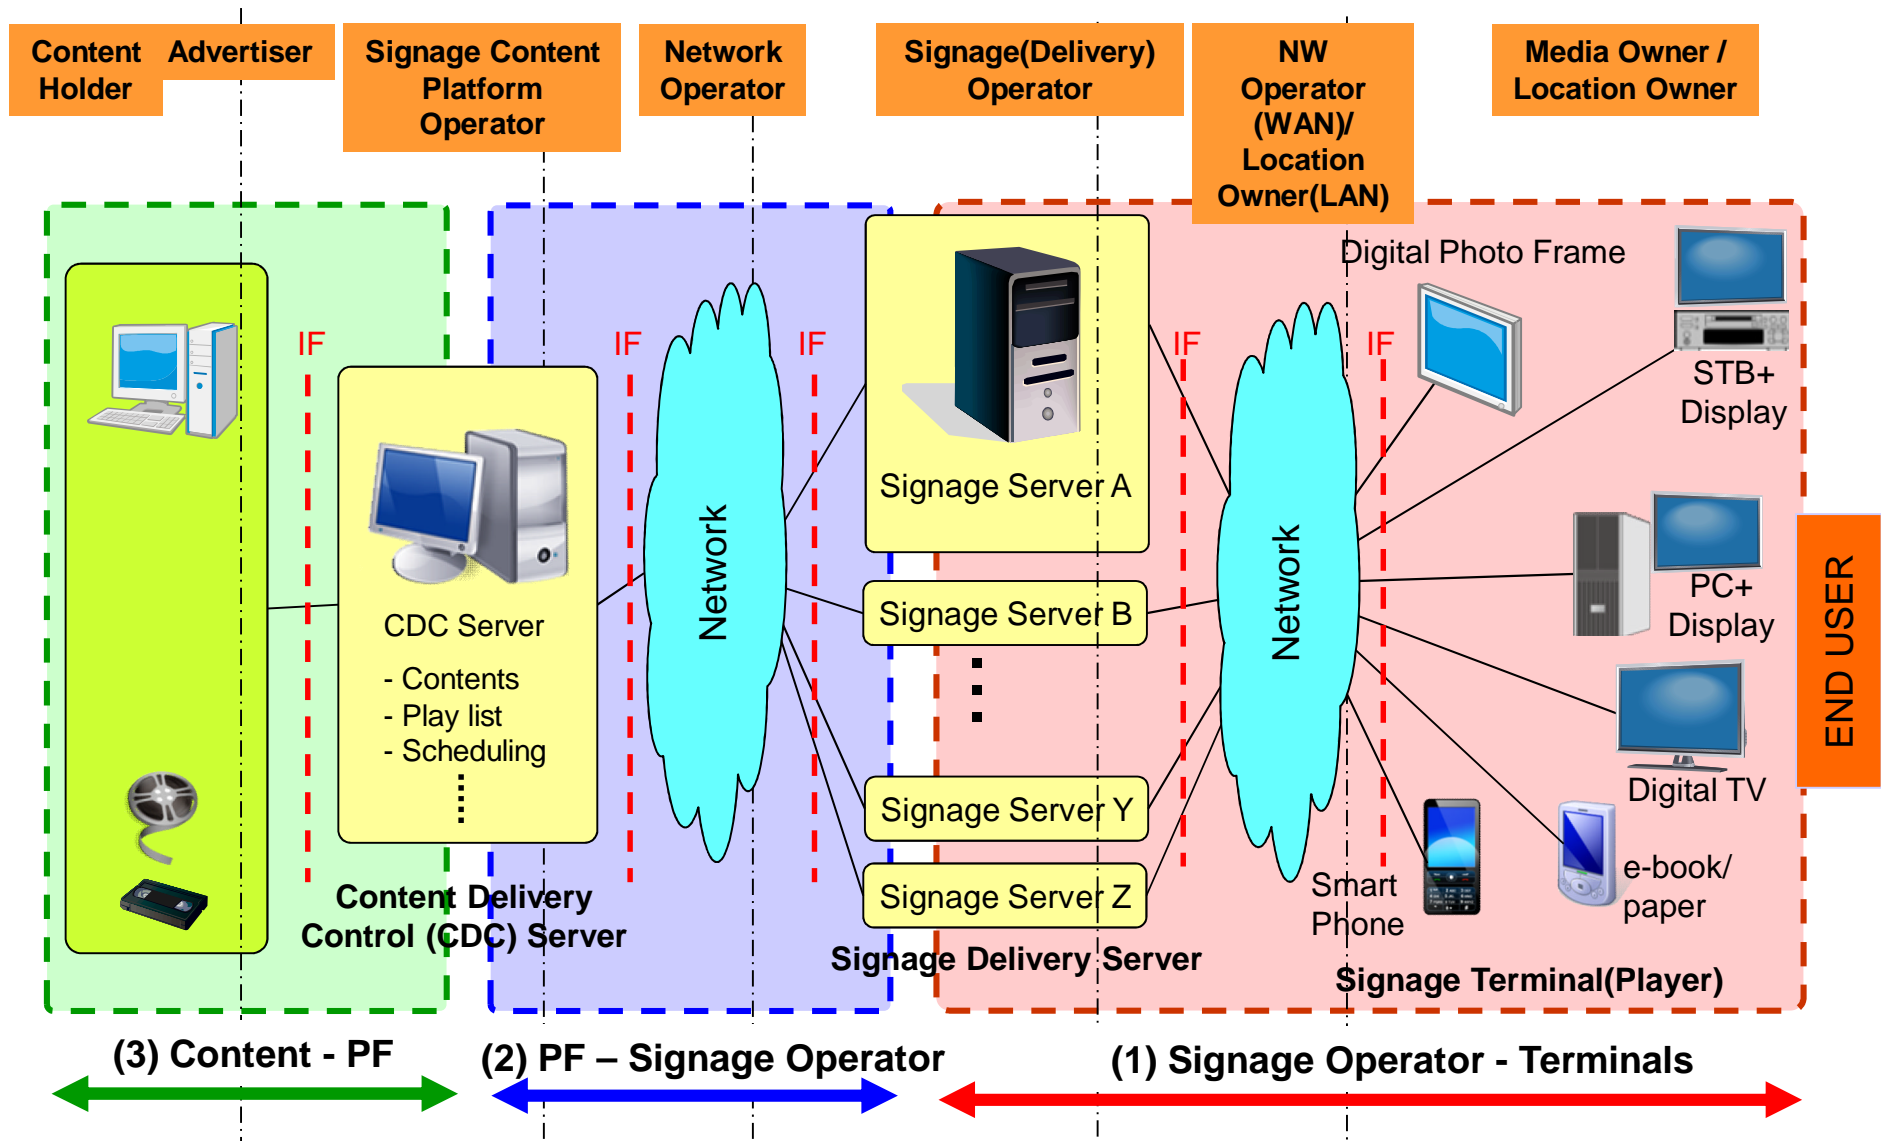 Content
Holder
Advertiser
Signage Content
Platform
Operator
Network
Operator
Signage(Delivery)
Operator
NW
Operator
(WAN)/
Location
Owner(LAN)
Media Owner /
Location Owner
IF
IF
IF
IF
IF
CDC Server
- Contents
- Play list
- Scheduling
Content Delivery
Control (CDC) Server
Network
Signage Server A
Signage Server B
Signage Server Y
Signage Server Z
Signage Delivery Server
Network
Digital Photo Frame
STB+
Display
PC+
Display
Digital TV
e-book/
paper
Smart
Phone
Signage Terminal(Player)
END USER
(3) Content - PF
(2) PF – Signage Operator
(1) Signage Operator - Terminals